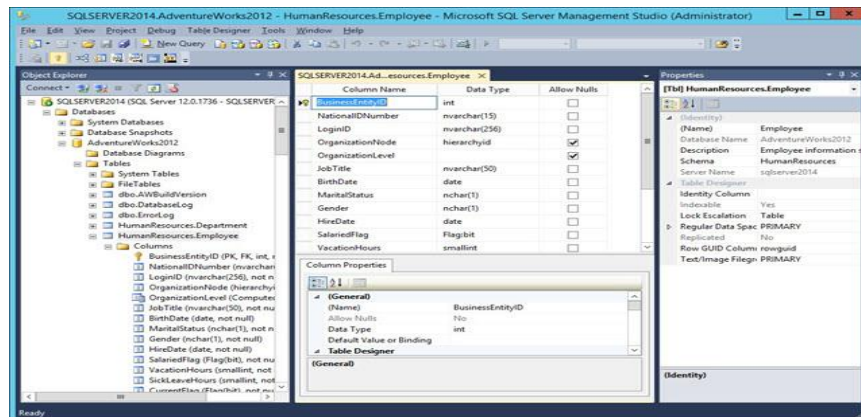 SQLSERVER2014.AdventureWorks2012 - HumanResources.Employee - Microsoft SQL Server Management Studio (Administrator)
File Edit View Project Debug Table Designer Tools Window Help
New Query
Object Explorer
Connect
SQLSERVER2014 (SQL Server 12.0.1736 - SQLSERVER
Databases
System Databases
Database Snapshots
AdventureWorks2012
Database Diagrams
Tables
System Tables
FileTables
dbo.AWBuildVersion
dbo.DatabaseLog
dbo.ErrorLog
HumanResources.Department
HumanResources.Employee
Columns
BusinessEntityID (PK, FK, int, r
NationalIDNumber (nvarchar
LoginID (nvarchar(256), not n
OrganizationNode (hierarchyi
OrganizationLevel (Computed
JobTitle (nvarchar(50), not nu
BirthDate (date, not null)
MaritalStatus (nchar(1), not n
Gender (nchar(1), not null)
HireDate (date, not null)
SalariedFlag (Flag(bit), not nu
VacationHours (smallint, not
SickLeaveHours (smallint, not
CurrentFlag (Flag(bit), not nu
SQLSERVER2014.Ad...esources.Employee
Column Name Data Type Allow Nulls
BusinessEntityID int
NationalIDNumber nvarchar(15)
LoginID nvarchar(256)
OrganizationNode hierarchyid
OrganizationLevel
JobTitle nvarchar(50)
BirthDate date
MaritalStatus nchar(1)
Gender nchar(1)
HireDate date
SalariedFlag Flag:bit
VacationHours smallint
Column Properties
(General)
(Name) BusinessEntityID
Allow Nulls No
Data Type int
Default Value or Binding
Table Designer
(General)
Properties
[Tbl] HumanResources.Employee
(Identity)
(Name) Employee
Database Name AdventureWorks2012
Description Employee information s
Schema HumanResources
Server Name sqlserver2014
Table Designer
Identity Column
Indexable Yes
Lock Escalation Table
Regular Data Spac PRIMARY
Replicated No
Row GUID Column rowguid
Text/Image Filegr PRIMARY
(Identity)
Ready